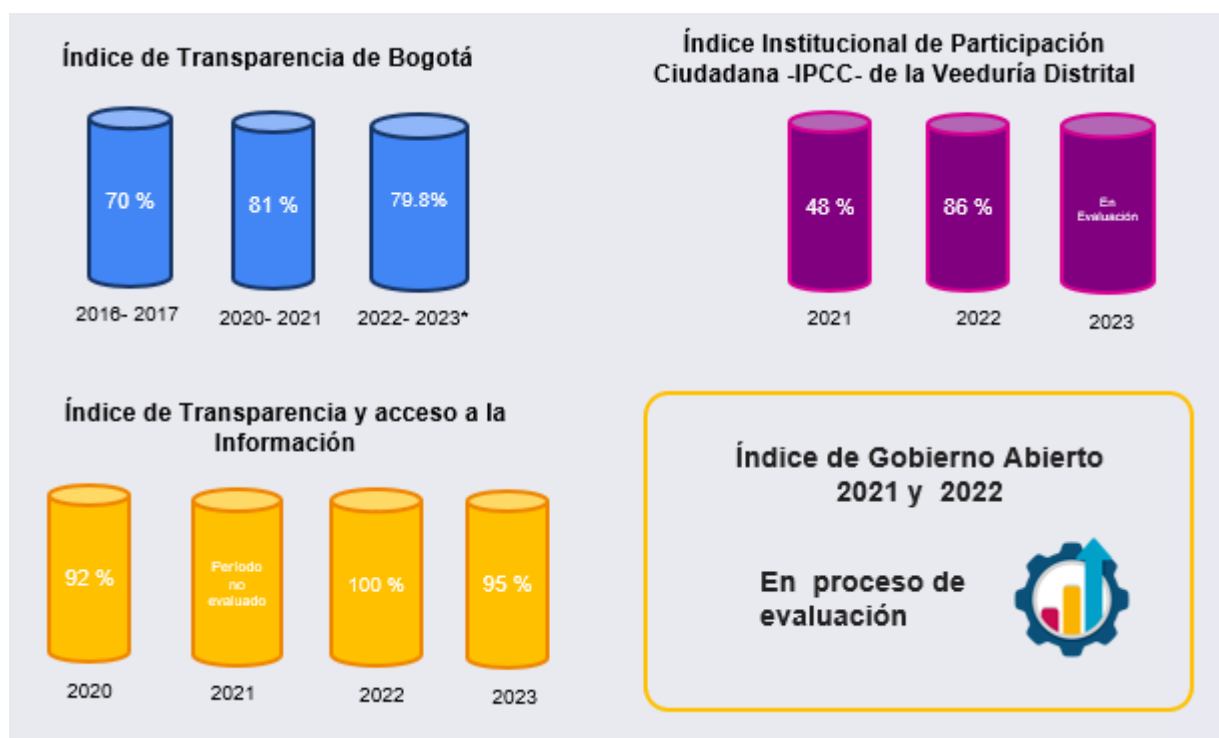 Índice de Transparencia de Bogotá
70 %
81 %
79.8%
2016- 2017
2020- 2021
2022- 2023*
Índice Institucional de Participación
Ciudadana -IPCC- de la Veeduría Distrital
48 %
86 %
En
Evaluación
2021
2022
2023
Índice de Transparencia y acceso a la
Información
92 %
Periodo
no
evaluado
100 %
95 %
2020
2021
2022
2023
Índice de Gobierno Abierto
2021 y 2022
En proceso de
evaluación